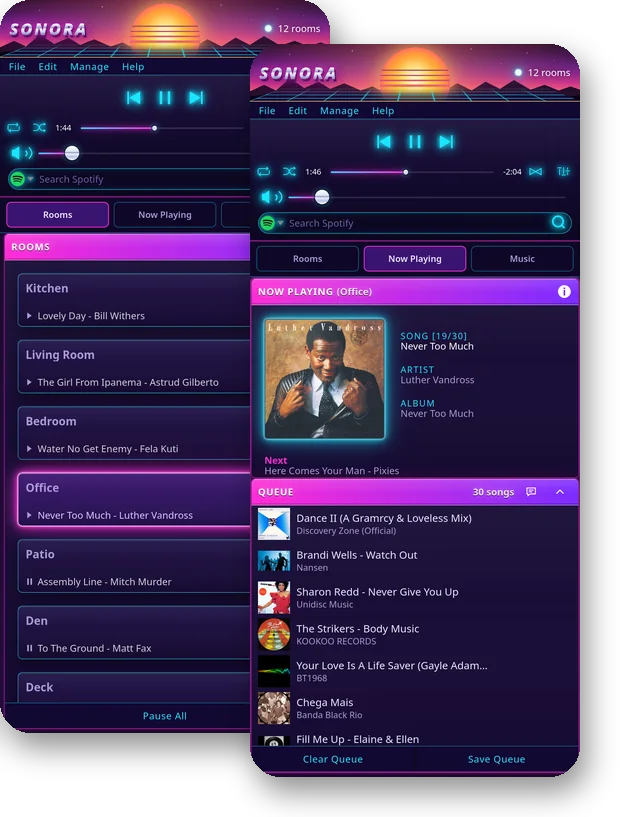 SONORA
12 rooms
File Edit Manage Help
1:44
Search Spotify
Rooms
Now Playing
ROOMS
Kitchen
Lovely Day - Bill Withers
Living Room
The Girl From Ipanema - Astrud Gilberto
Bedroom
Water No Get Enemy - Fela Kuti
Office
Never Too Much - Luther Vandross
Patio
Assembly Line - Mitch Murder
Den
To The Ground - Matt Fax
Deck
Pause All
SONORA
12 rooms
File Edit Manage Help
1:46
-2:04
Search Spotify
Rooms
Now Playing
Music
NOW PLAYING (Office)
Luther Vandross
SONG [19/30]
Never Too Much
ARTIST
Luther Vandross
ALBUM
Never Too Much
Next
Here Comes Your Man - Pixies
QUEUE
30 songs
Dance II (A Gramrcy & Loveless Mix)
Discovery Zone (Official)
Brandi Wells - Watch Out
Nansen
Sharon Redd - Never Give You Up
Unidisc Music
The Strikers - Body Music
KOOKOO RECORDS
Your Love Is A Life Saver (Gayle Adam...
BT1968
Chega Mais
Banda Black Rio
Fill Me Up - Elaine & Ellen
Clear Queue
Save Queue